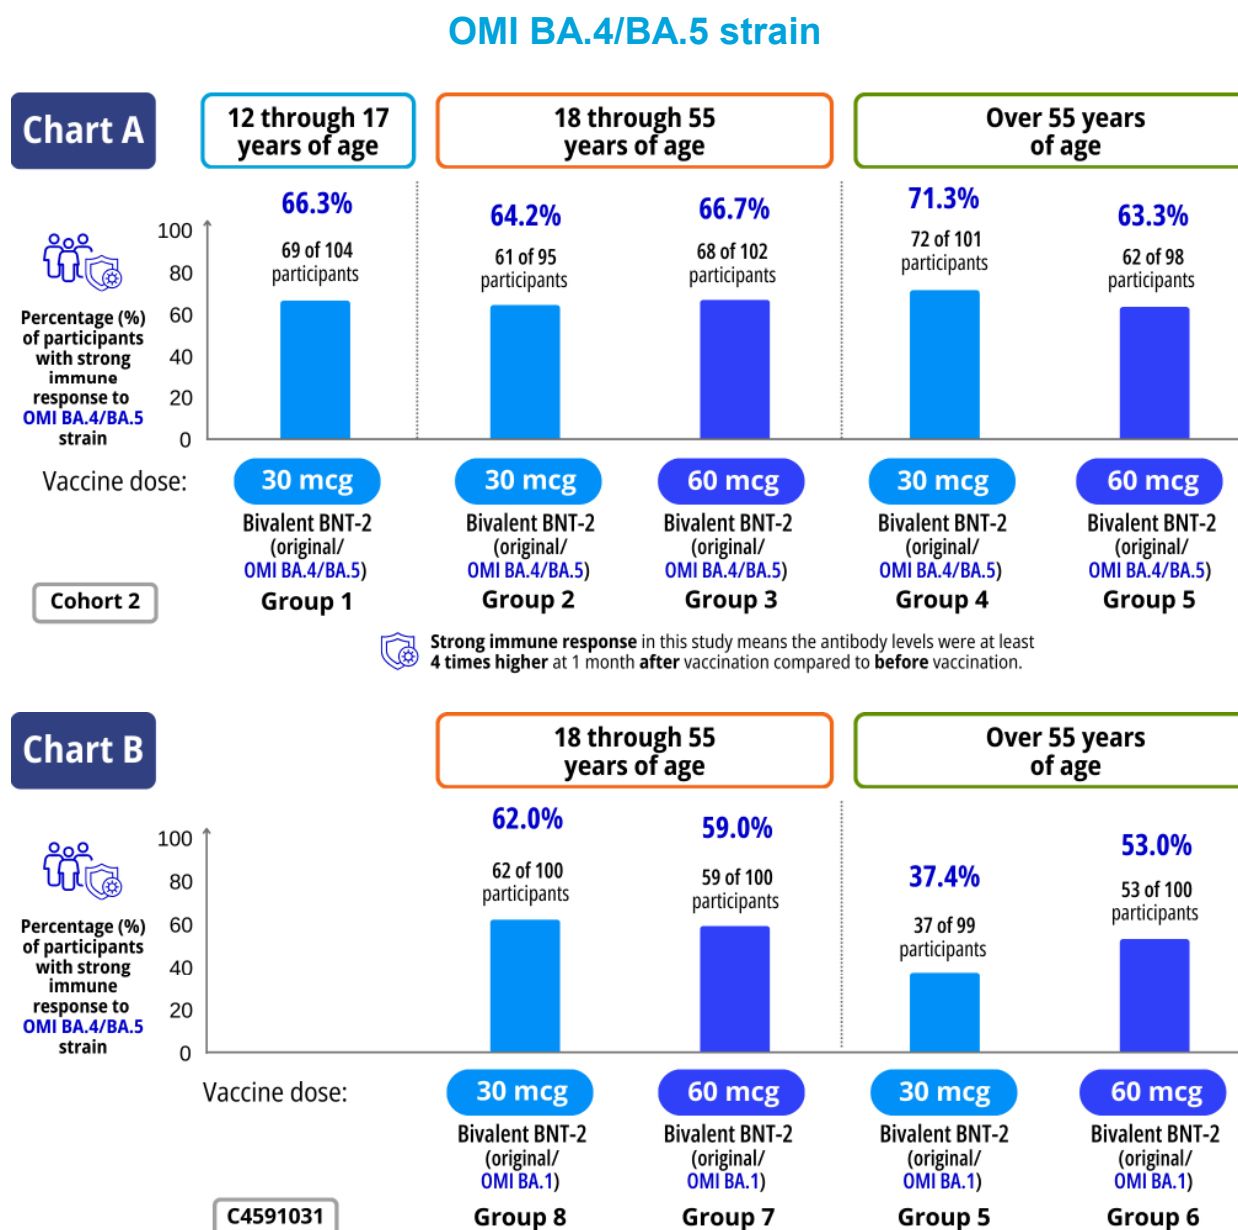 OMI BA.4/BA.5 strain
Chart A
12 through 17
years of age
18 through 55
years of age
Over 55 years
of age
Percentage (%)
of participants
with strong
immune
response to
OMI BA.4/BA.5
strain
100
80
60
40
20
0
66.3%
69 of 104
participants
64.2%
61 of 95
participants
66.7%
68 of 102
participants
71.3%
72 of 101
participants
63.3%
62 of 98
participants
Vaccine dose:
30 mcg
Bivalent BNT-2
(original/
OMI BA.4/BA.5)
Group 1
30 mcg
Bivalent BNT-2
(original/
OMI BA.4/BA.5)
Group 2
60 mcg
Bivalent BNT-2
(original/
OMI BA.4/BA.5)
Group 3
30 mcg
Bivalent BNT-2
(original/
OMI BA.4/BA.5)
Group 4
60 mcg
Bivalent BNT-2
(original/
OMI BA.4/BA.5)
Group 5
Cohort 2
Strong immune response in this study means the antibody levels were at least
4 times higher at 1 month after vaccination compared to before vaccination.
Chart B
18 through 55
years of age
Over 55 years
of age
Percentage (%)
of participants
with strong
immune
response to
OMI BA.4/BA.5
strain
100
80
60
40
20
0
62.0%
62 of 100
participants
59.0%
59 of 100
participants
37.4%
37 of 99
participants
53.0%
53 of 100
participants
Vaccine dose:
30 mcg
Bivalent BNT-2
(original/
OMI BA.1)
Group 8
60 mcg
Bivalent BNT-2
(original/
OMI BA.1)
Group 7
30 mcg
Bivalent BNT-2
(original/
OMI BA.1)
Group 5
60 mcg
Bivalent BNT-2
(original/
OMI BA.1)
Group 6
C4591031